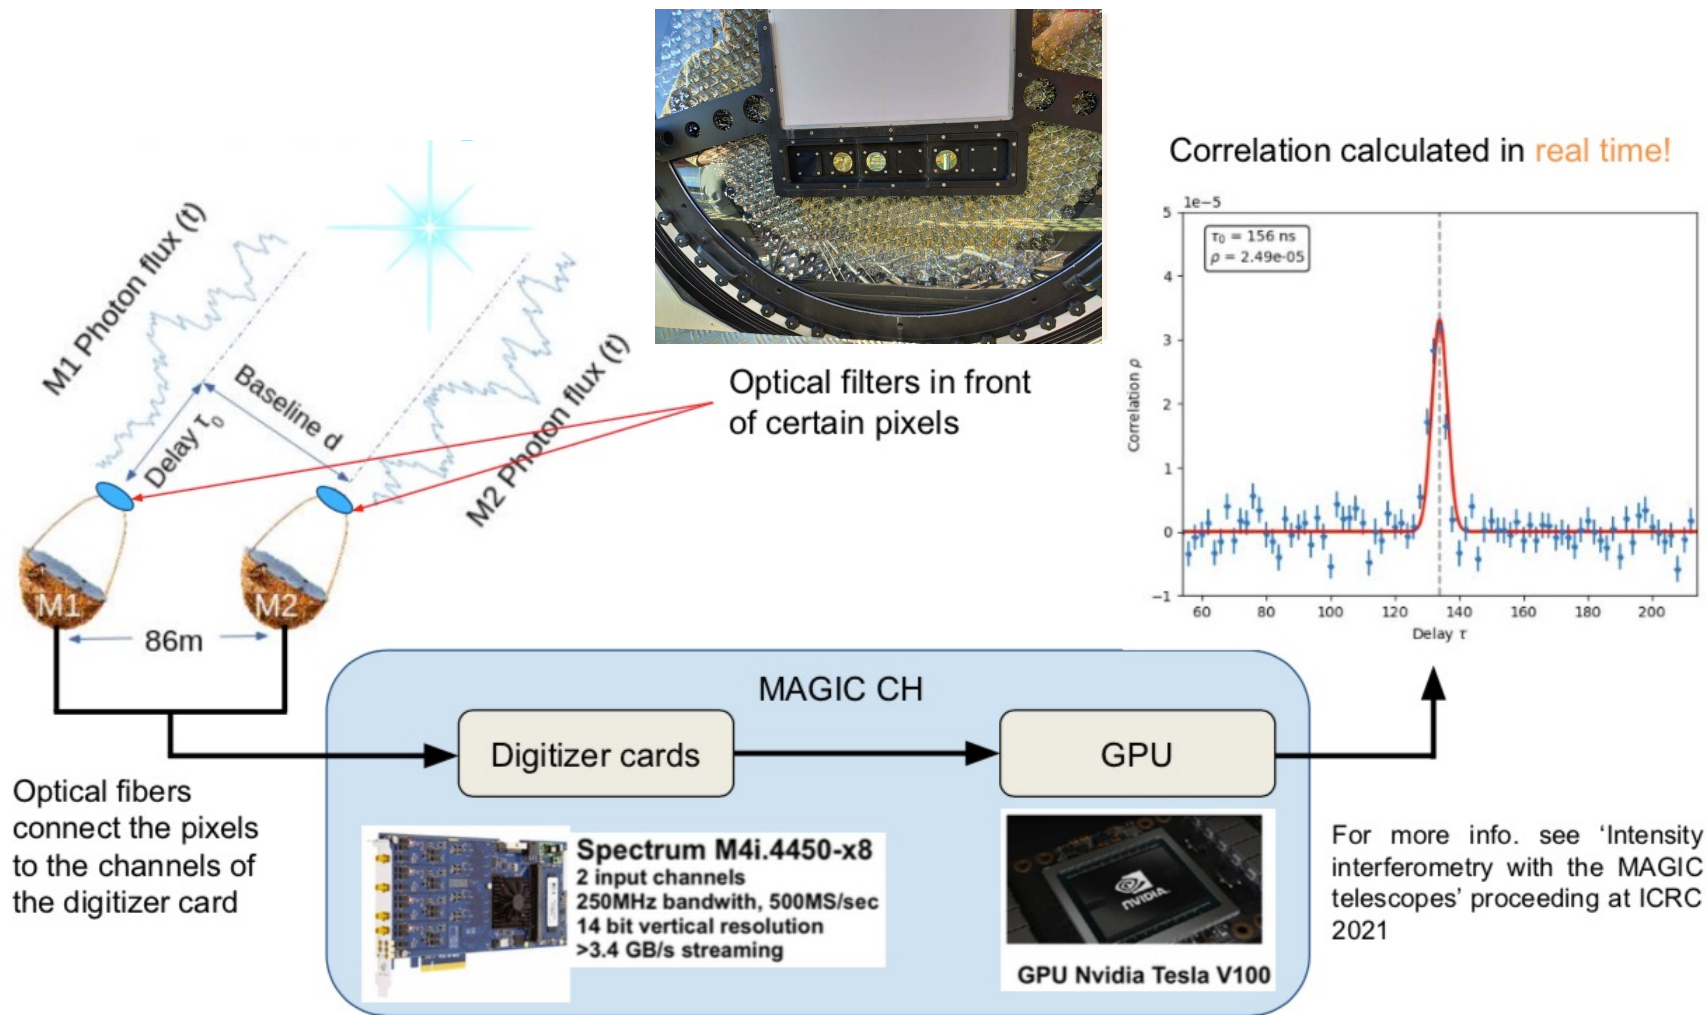 Correlation calculated in real time!
M1 Photon flux (t)
Baseline d
Delay τ0
M2 Photon flux (t)
Optical filters in front
of certain pixels
1e−5
τ0 = 156 ns
ρ = 2.49e-05
5
4
3
2
1
0
−1
Correlation ρ
60 80 100 120 140 160 180 200
Delay τ
M1
M2
86m
MAGIC CH
Digitizer cards
GPU
Optical fibers
connect the pixels
to the channels of
the digitizer card
Spectrum M4i.4450-x8
2 input channels
250MHz bandwith, 500MS/sec
14 bit vertical resolution
>3.4 GB/s streaming
NVIDIA.
GPU Nvidia Tesla V100
For more info. see ‘Intensity
interferometry with the MAGIC
telescopes’ proceeding at ICRC
2021